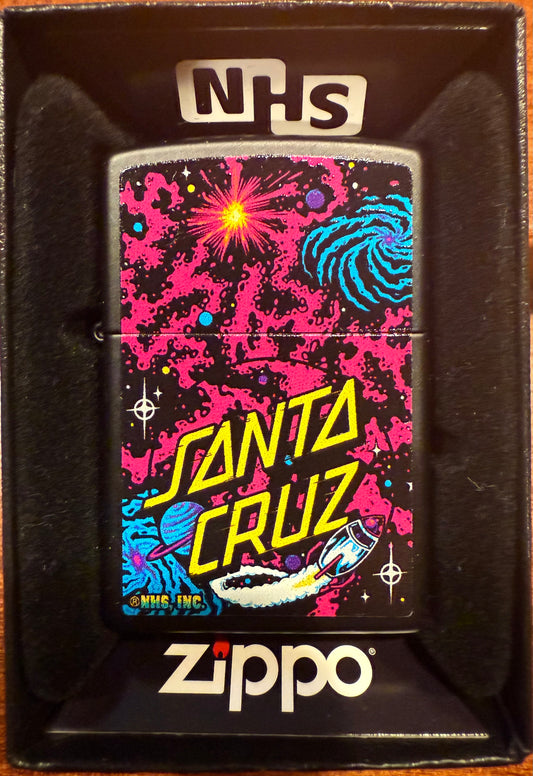 NHS
SANTA
CRUZ
®NHS, INC.
zippo®